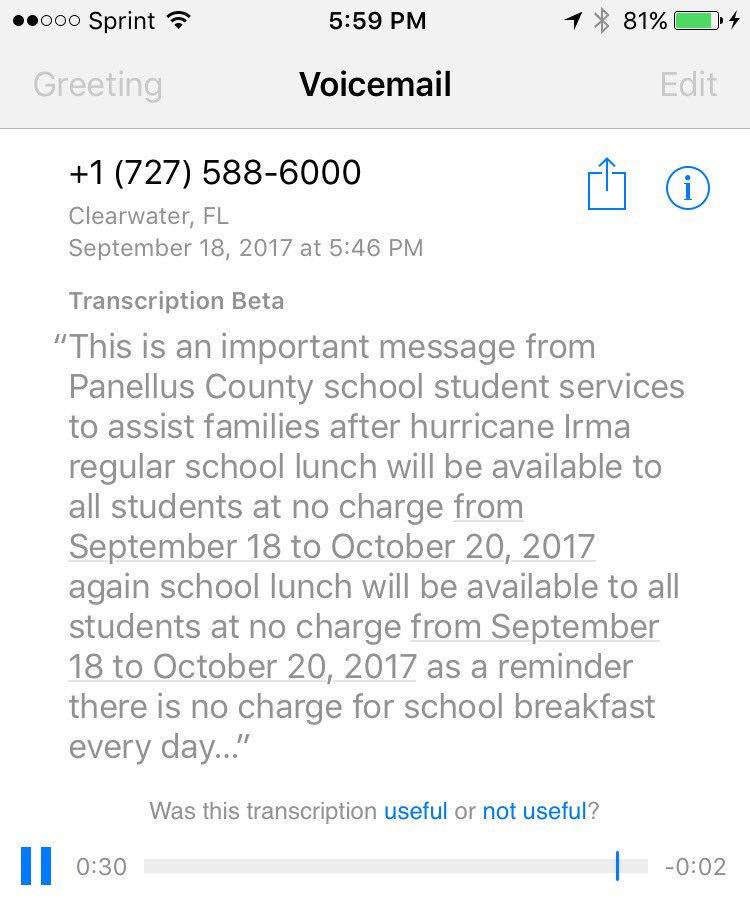 Sprint 5:59 PM 81%
Greeting Voicemail Edit
+1 (727) 588-6000
Clearwater, FL
September 18, 2017 at 5:46 PM
Transcription Beta
“This is an important message from
Panellus County school student services
to assist families after hurricane Irma
regular school lunch will be available to
all students at no charge from
September 18 to October 20, 2017
again school lunch will be available to all
students at no charge from September
18 to October 20, 2017 as a reminder
there is no charge for school breakfast
every day...”
Was this transcription useful or not useful?
0:30 -0:02